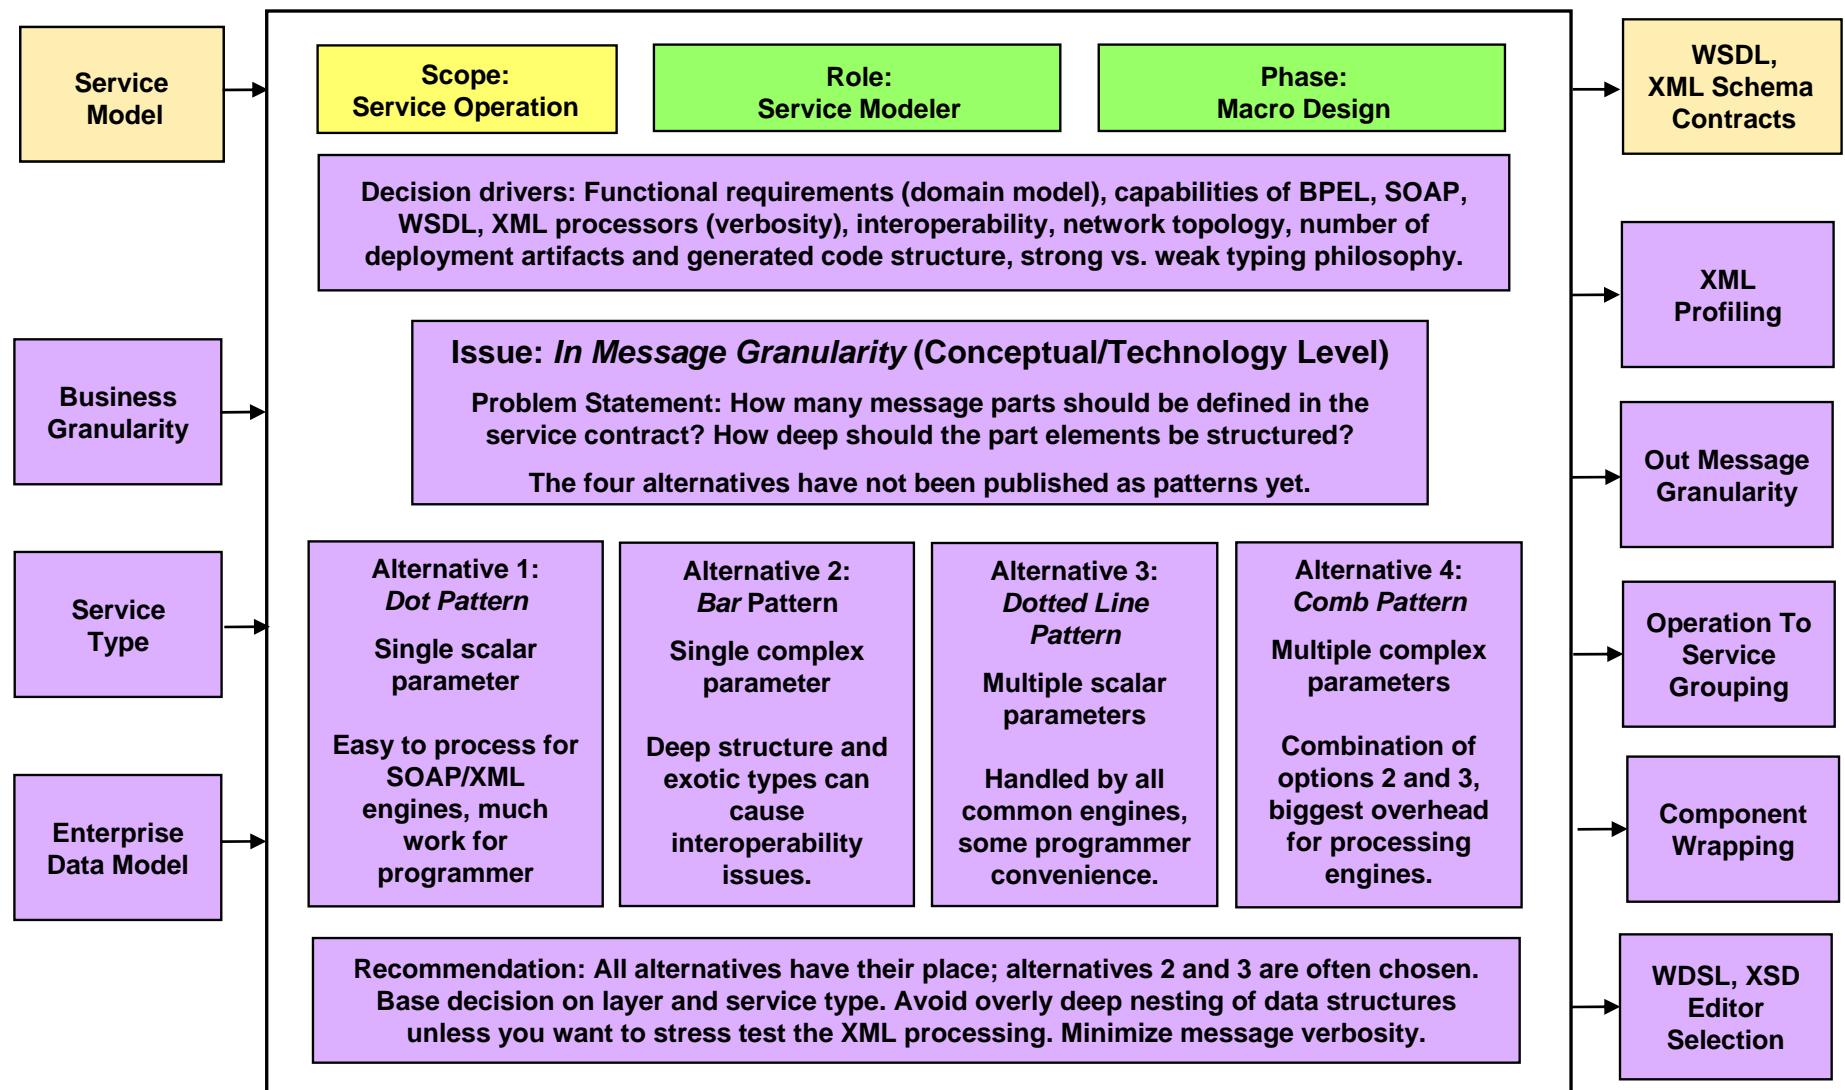 Service
Model
Business
Granularity
Service
Type
Enterprise
Data Model
Scope:
Service Operation
Role:
Service Modeler
Phase:
Macro Design
Decision drivers: Functional requirements (domain model), capabilities of BPEL, SOAP,
WSDL, XML processors (verbosity), interoperability, network topology, number of
deployment artifacts and generated code structure, strong vs. weak typing philosophy.
Issue: In Message Granularity (Conceptual/Technology Level)
Problem Statement: How many message parts should be defined in the
service contract? How deep should the part elements be structured?
The four alternatives have not been published as patterns yet.
Alternative 1:
Dot Pattern
Single scalar
parameter
Easy to process for
SOAP/XML
engines, much
work for
programmer
Alternative 2:
Bar Pattern
Single complex
parameter
Deep structure and
exotic types can
cause
interoperability
issues.
Alternative 3:
Dotted Line
Pattern
Multiple scalar
parameters
Handled by all
common engines,
some programmer
convenience.
Alternative 4:
Comb Pattern
Multiple complex
parameters
Combination of
options 2 and 3,
biggest overhead
for processing
engines.
Recommendation: All alternatives have their place; alternatives 2 and 3 are often chosen.
Base decision on layer and service type. Avoid overly deep nesting of data structures
unless you want to stress test the XML processing. Minimize message verbosity.
WSDL,
XML Schema
Contracts
XML
Profiling
Out Message
Granularity
Operation To
Service
Grouping
Component
Wrapping
WDSL, XSD
Editor
Selection